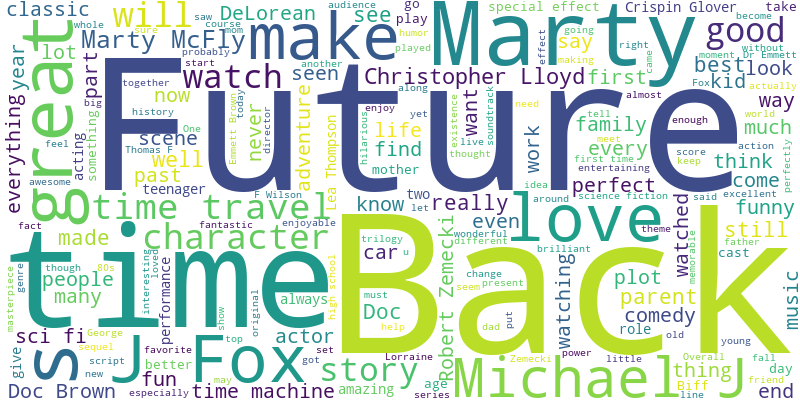 classic
will
DeLorean
see
go
play
special effect
Crispin Glover
take
whole
saw
course
mom
audience
humor
played
effect
going
making
right
came
become
moment
Dr Emmett
without
Fox
actually
Marty McFly
make
Marty
say
good
best
look
kid
lot
sure
probably
start
another
great
year
part
watch
seen
Christopher Lloyd
first
way
everything
something
now
big
together
history
never
Emmett Brown
today
director
adventure
enjoy
hilarious
along
yet
existence
live
thought
soundtrack
want
need
work
idea
tell
meet
family
every
first time
entertaining
almost
enough
score
keep
world
action
perfectly
much
think
come
Future
scene
acting
feel
One
Thomas F
well
past
teenager
awesome
F Wilson
Lea Thompson
life
find
mother
two
let
perfect
science fiction
around
said
excellent
funny
time travel
fact
fantastic
enjoyable
know
really
even
wonderful
different
love
theme
memorable
father
cast
still
made
character
trilogy
car
u
Robert Zemecki
brilliant
watched
time
Back
masterpiece
genre
though
80s
people
many
interesting
loved
performance
show
original
always
high school
must
Doc
help
change
present
seem
watching
plot
parent
comedy
role
old
young
music
sci fi
George
sequel
script
new
give
favorite
better
top
actor
got
set
dad
put
Zemecki
power
little
Overall
fall
day
s
J Fox
story
Lorraine
Michael J
thing
Biff
friend
Doc Brown
fun
especially
may
time machine
amazing
age
series
line
end